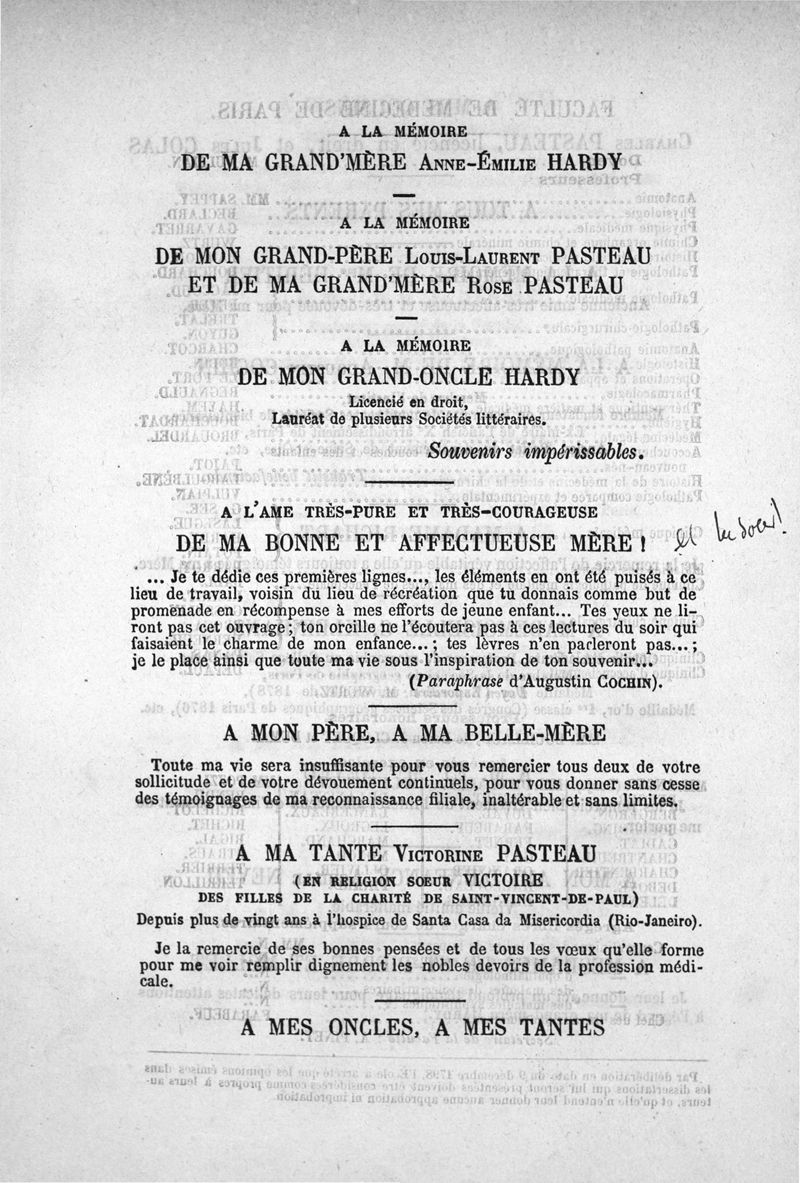 A LA MÉMOIRE
DE MA GRAND'MÈRE ANNE-ÉMILIE HARDY
A LA MÉMOIRE
DE MON GRAND-PÈRE LOUIS-LAURENT PASTEAU
ET DE MA GRAND'MÈRE ROSE PASTEAU
A LA MÉMOIRE
DE MON GRAND-ONCLE HARDY
Licencié en droit,
Lauréat de plusieurs Sociétés littéraires.
Souvenirs impérissables.
A L'AME TRÈS-PURE ET TRÈS-COURAGEUSE
DE MA BONNE ET AFFECTUEUSE MÈRE ! et
... Je te dédie ces premières lignes..., les éléments en ont été puisés à ce
lieu de travail, voisin du lieu de récréation que tu donnais comme but de
promenade en récompense à mes efforts de jeune enfant... Tes yeux ne li-
ront pas cet ouvrage ; ton oreille ne l'écoutera pas à ces lectures du soir qui
faisaient le charme de mon enfance... ; tes lèvres n'en parleront pas... ;
je le place ainsi que toute ma vie sous l'inspiration de ton souvenir...
(Paraphrase d'Augustin COCHIN).
A MON PÈRE, A MA BELLE-MÈRE
Toute ma vie sera insuffisante pour vous remercier tous deux de votre
sollicitude et de votre dévouement continuels, pour vous donner sans cesse
des témoignages de ma reconnaissance filiale, inaltérable et sans limites.
A MA TANTE VICTORINE PASTEAU
(EN RELIGION SŒUR VICTOIRE
DES FILLES DE LA CHARITÉ DE SAINT-VINCENT-DE-PAUL)
Depuis plus de vingt ans à l'hospice de Santa Casa da Misericordia (Rio-Janeiro).
Je la remercie de ses bonnes pensées et de tous les vœux qu'elle forme
pour me voir remplir dignement les nobles devoirs de la profession médi-
cale.
A MES ONCLES, A MES TANTES